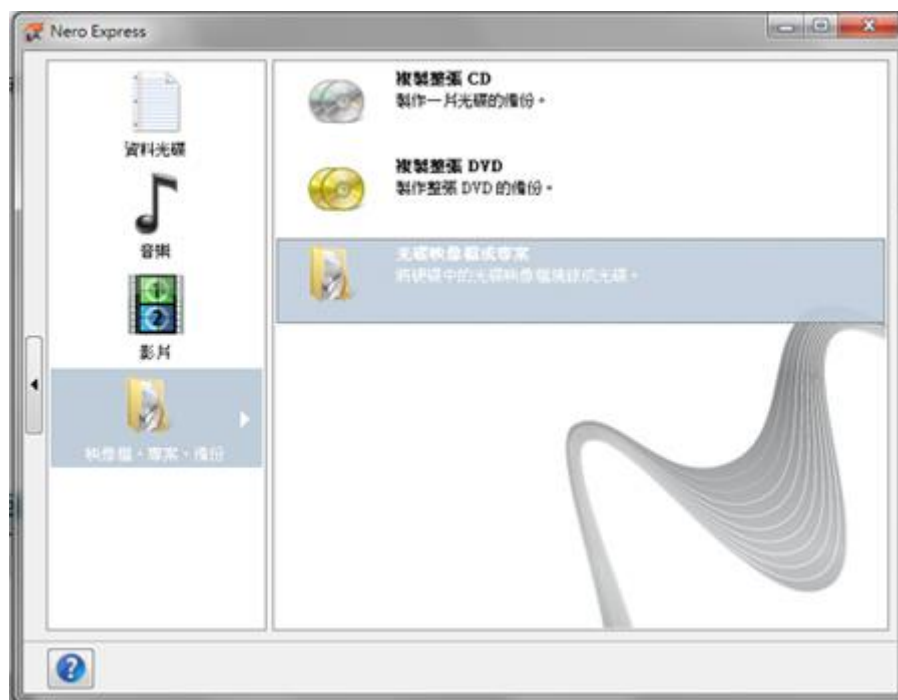 Nero Express
資料光碟
音樂
影片
映像檔、專案、備份
複製整張 CD
製作一片光碟的備份。
複製整張 DVD
製作整張 DVD 的備份。
光碟映像檔或專案
將硬碟中的光碟映像檔燒錄成光碟。